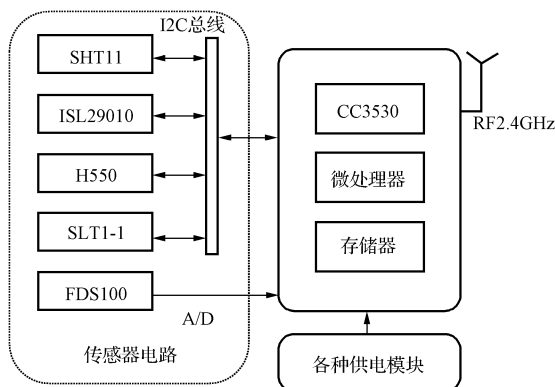 I2C总线
SHT11
ISL29010
H550
SLT1-1
FDS100
A/D
传感器电路
CC3530
微处理器
存储器
RF2.4GHz
各种供电模块